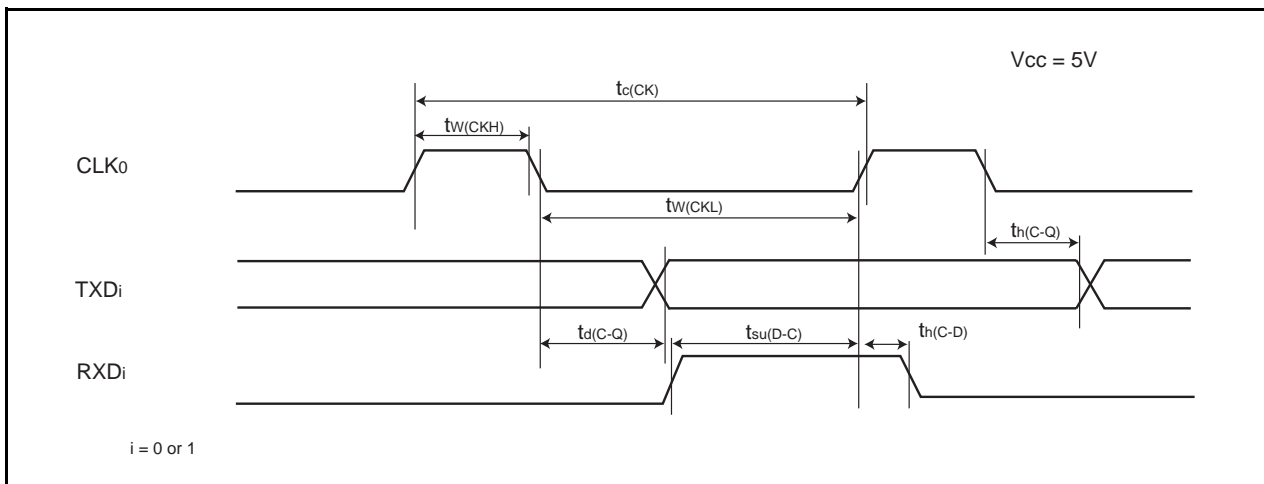 Vcc = 5V
tc(CK)
tW(CKH)
CLK0
tW(CKL)
th(C-Q)
TXDi
td(C-Q)
tsu(D-C)
th(C-D)
RXDi
i = 0 or 1